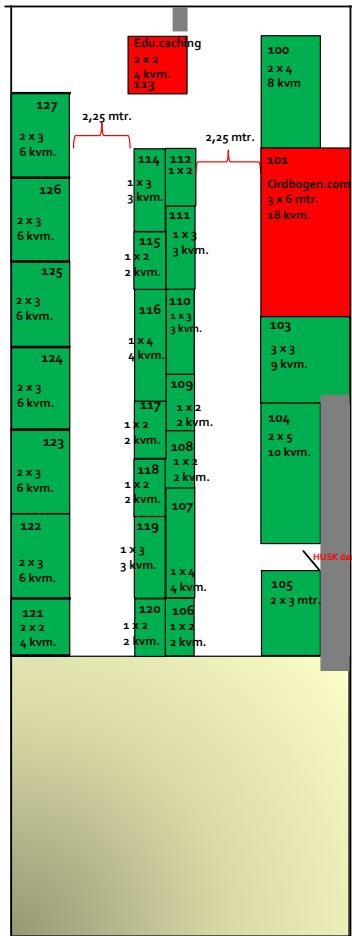 Edu.caching
2 x 2
4 kvm.
113
100
2 x 4
8 kvm
127
2 x 3
6 kvm.
2,25 mtr.
2,25 mtr.
114
1 x 3
3 kvm.
112
1 x 2
101
Ordbogen.com
3 x 6 mtr.
18 kvm.
126
2 x 3
6 kvm.
111
1 x 3
3 kvm.
115
1 x 2
2 kvm.
125
2 x 3
6 kvm.
116
1 x 4
4 kvm.
110
1 x 3
3 kvm.
103
3 x 3
9 kvm.
124
2 x 3
6 kvm.
109
1 x 2
2 kvm.
117
1 x 2
2 kvm.
104
2 x 5
10 kvm.
123
2 x 3
6 kvm.
108
1 x 2
2 kvm.
118
1 x 2
2 kvm.
107
1 x 4
4 kvm.
122
2 x 3
6 kvm.
119
1 x 3
3 kvm.
HUSK
105
2 x 3 mtr.
121
2 x 2
4 kvm.
120
1 x 2
2 kvm.
106
1 x 2
2 kvm.